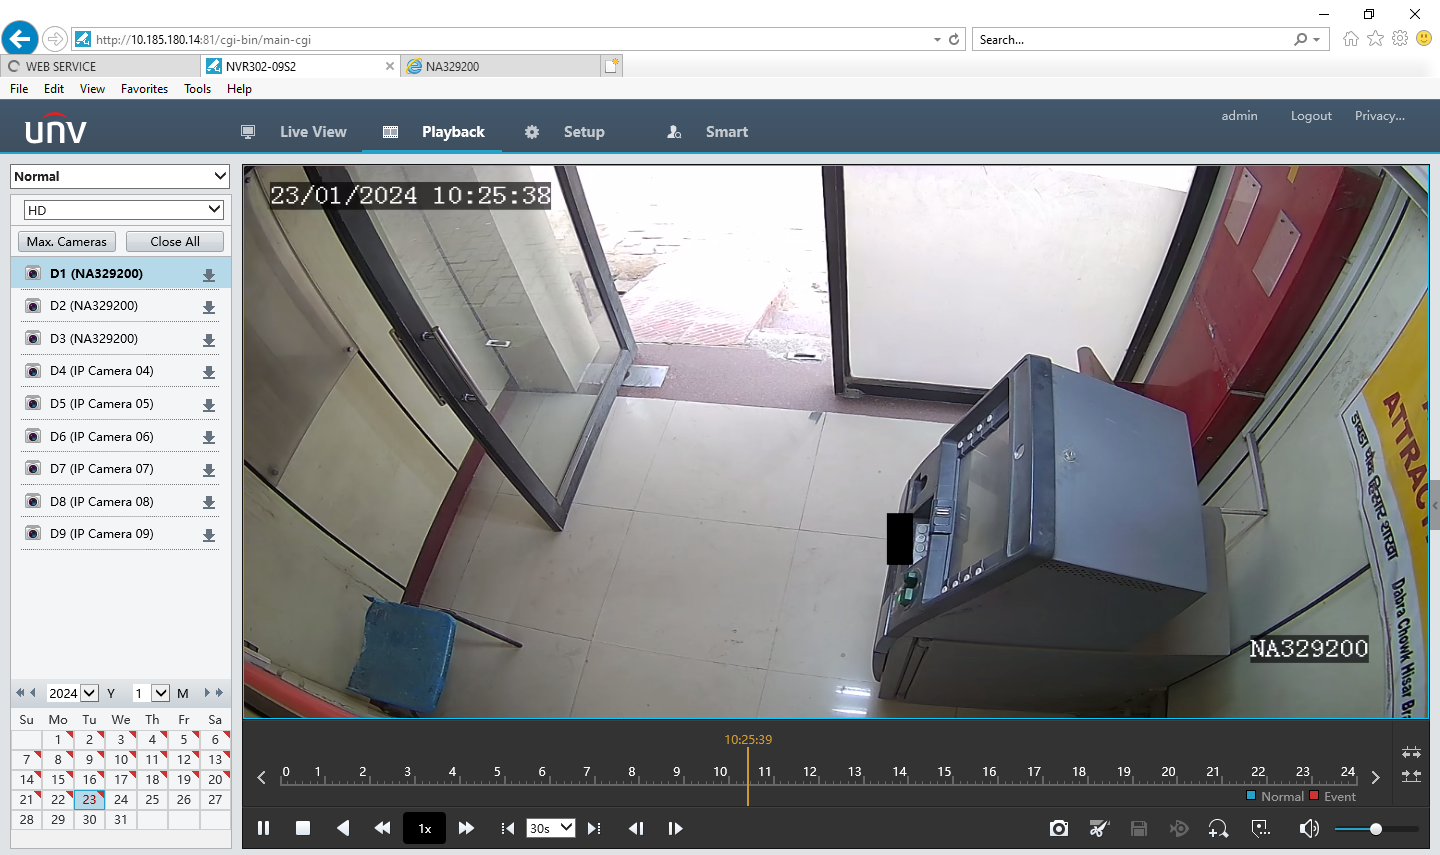 http://10.185.180.14:81/cgi-bin/main-cgi
Search...
WEB SERVICE
NVR302-09S2
NA329200
File Edit View Favorites Tools Help
unv
Live View
Playback
Setup
Smart
admin
Logout
Privacy...
Normal
HD
Max. Cameras
Close All
D1 (NA329200)
D2 (NA329200)
D3 (NA329200)
D4 (IP Camera 04)
D5 (IP Camera 05)
D6 (IP Camera 06)
D7 (IP Camera 07)
D8 (IP Camera 08)
D9 (IP Camera 09)
2024 Y 1 M
Su Mo Tu We Th Fr Sa
1 2 3 4 5 6
7 8 9 10 11 12 13
14 15 16 17 18 19 20
21 22 23 24 25 26 27
28 29 30 31
23/01/2024 10:25:38
डाबड़ा चौक हिसार शाखा
Dabra Chowk Hisar Bra
NA329200
10:25:39
0 1 2 3 4 5 6 7 8 9 10 11 12 13 14 15 16 17 18 19 20 21 22 23 24
Normal
Event
1x
30s